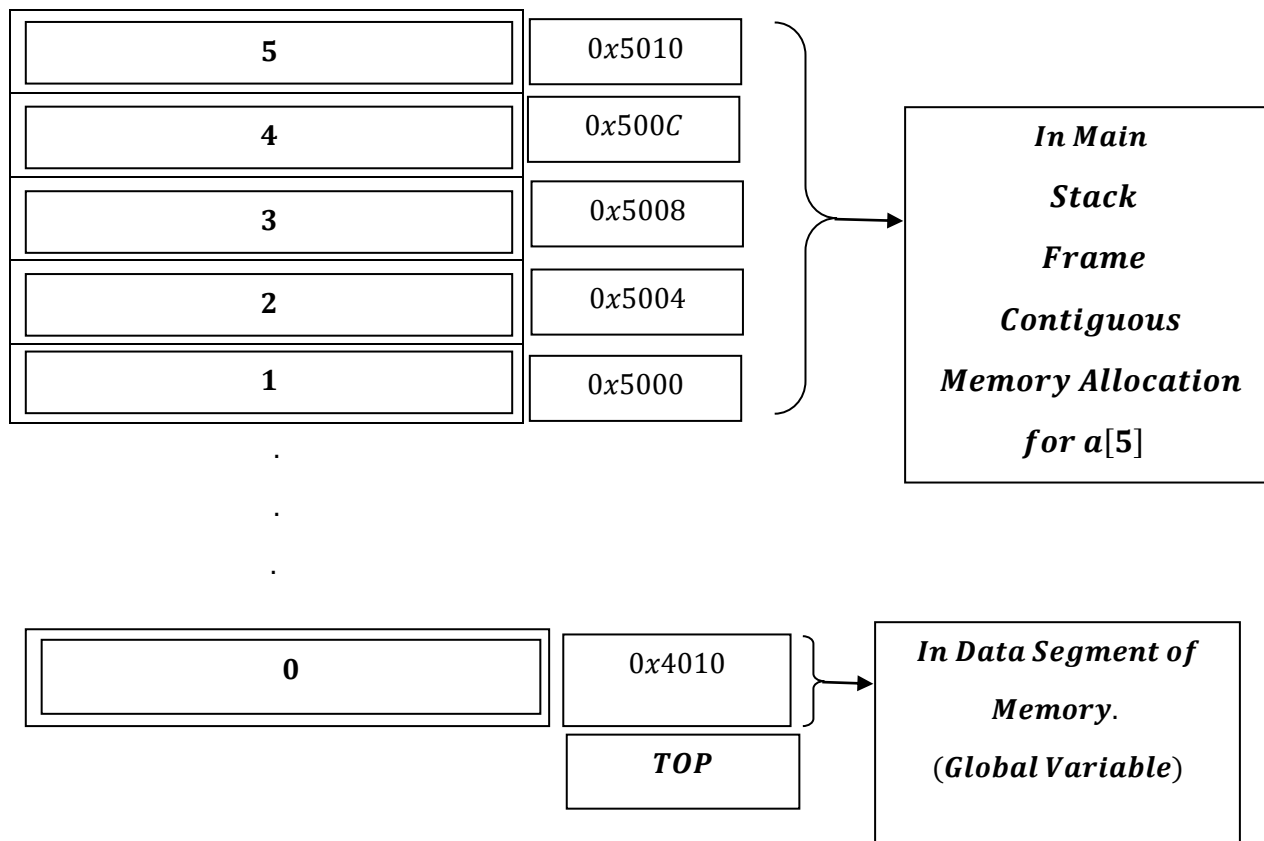 5
0x5010
4
0x500C
3
0x5008
2
0x5004
1
0x5000
In Main
Stack
Frame
Contiguous
Memory Allocation
for a[5]
.
.
.
0
0x4010
TOP
In Data Segment of
Memory.
(Global Variable)